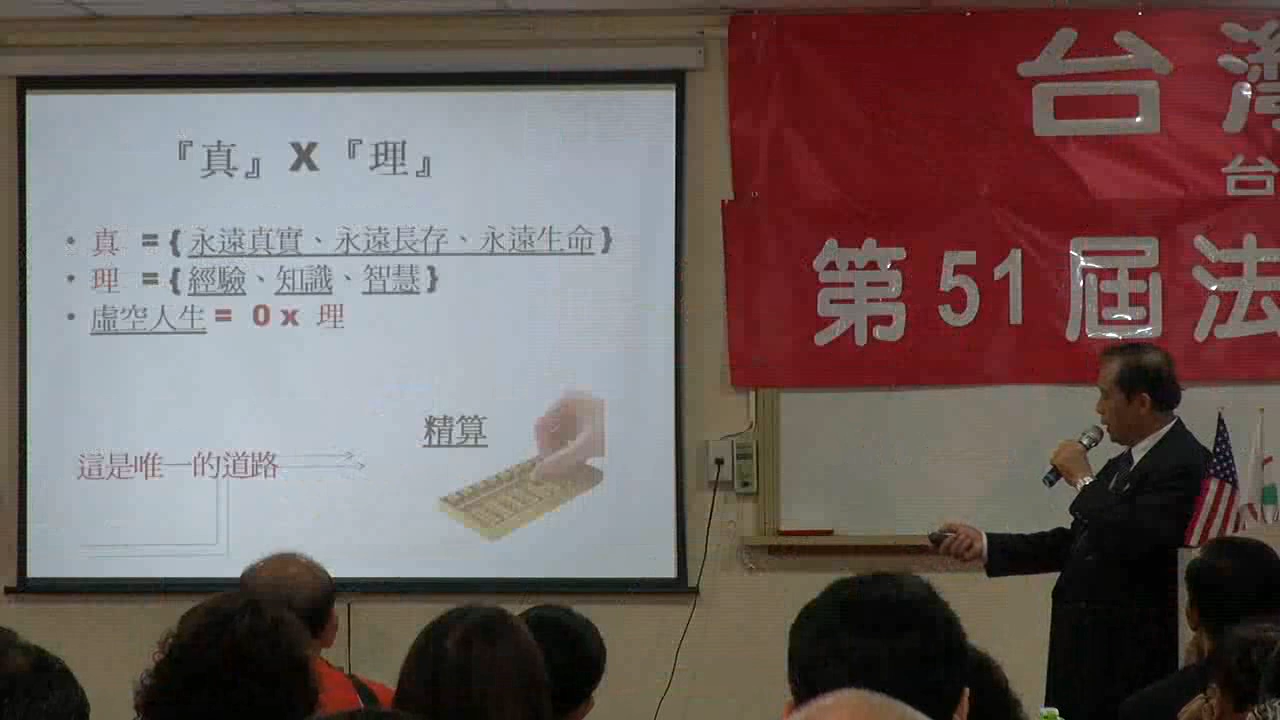 『真』X『理』
• 真 = { 永遠真實、永遠長存、永遠生命 }
• 理 = { 經驗、知識、智慧 }
• 虛空人生 = 0 x 理
精算
這是唯一的道路
台灣
台
第51屆法